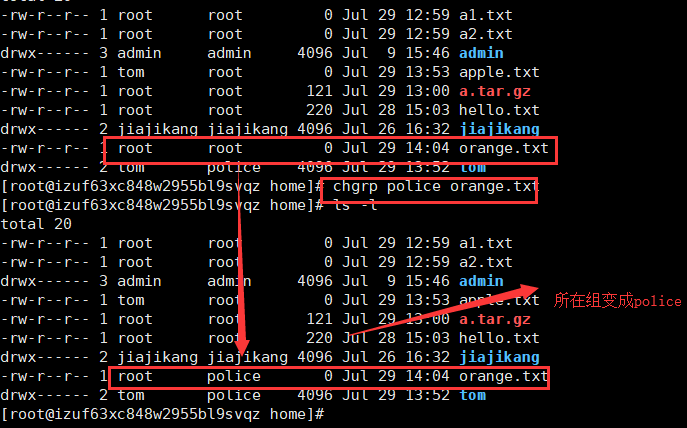 total 20
-rw-r--r-- 1 root      root         0 Jul 29 12:59 a1.txt
-rw-r--r-- 1 root      root         0 Jul 29 12:59 a2.txt
drwx------ 3 admin     admin     4096 Jul  9 15:46 admin
-rw-r--r-- 1 tom       root         0 Jul 29 13:53 apple.txt
-rw-r--r-- 1 root      root       121 Jul 29 13:00 a.tar.gz
-rw-r--r-- 1 root      root       220 Jul 28 15:03 hello.txt
drwx------ 2 jiajikang jiajikang 4096 Jul 26 16:32 jiajikang
-rw-r--r-- 1 root      root         0 Jul 29 14:04 orange.txt
drwx------ 2 tom       police    4096 Jul 29 13:52 tom
[root@izuf63xc848w2955bl9svqz home]# chgrp police orange.txt
[root@izuf63xc848w2955bl9svqz home]# ls -l
total 20
-rw-r--r-- 1 root      root         0 Jul 29 12:59 a1.txt
-rw-r--r-- 1 root      root         0 Jul 29 12:59 a2.txt
drwx------ 3 admin     admin     4096 Jul  9 15:46 admin
-rw-r--r-- 1 tom       root         0 Jul 29 13:53 apple.txt
所在组变成police
-rw-r--r-- 1 root      root       121 Jul 29 13:00 a.tar.gz
-rw-r--r-- 1 root      root       220 Jul 28 15:03 hello.txt
drwx------ 2 jiajikang jiajikang 4096 Jul 26 16:32 jiajikang
-rw-r--r-- 1 root      police       0 Jul 29 14:04 orange.txt
drwx------ 2 tom       police    4096 Jul 29 13:52 tom
[root@izuf63xc848w2955bl9svqz home]#